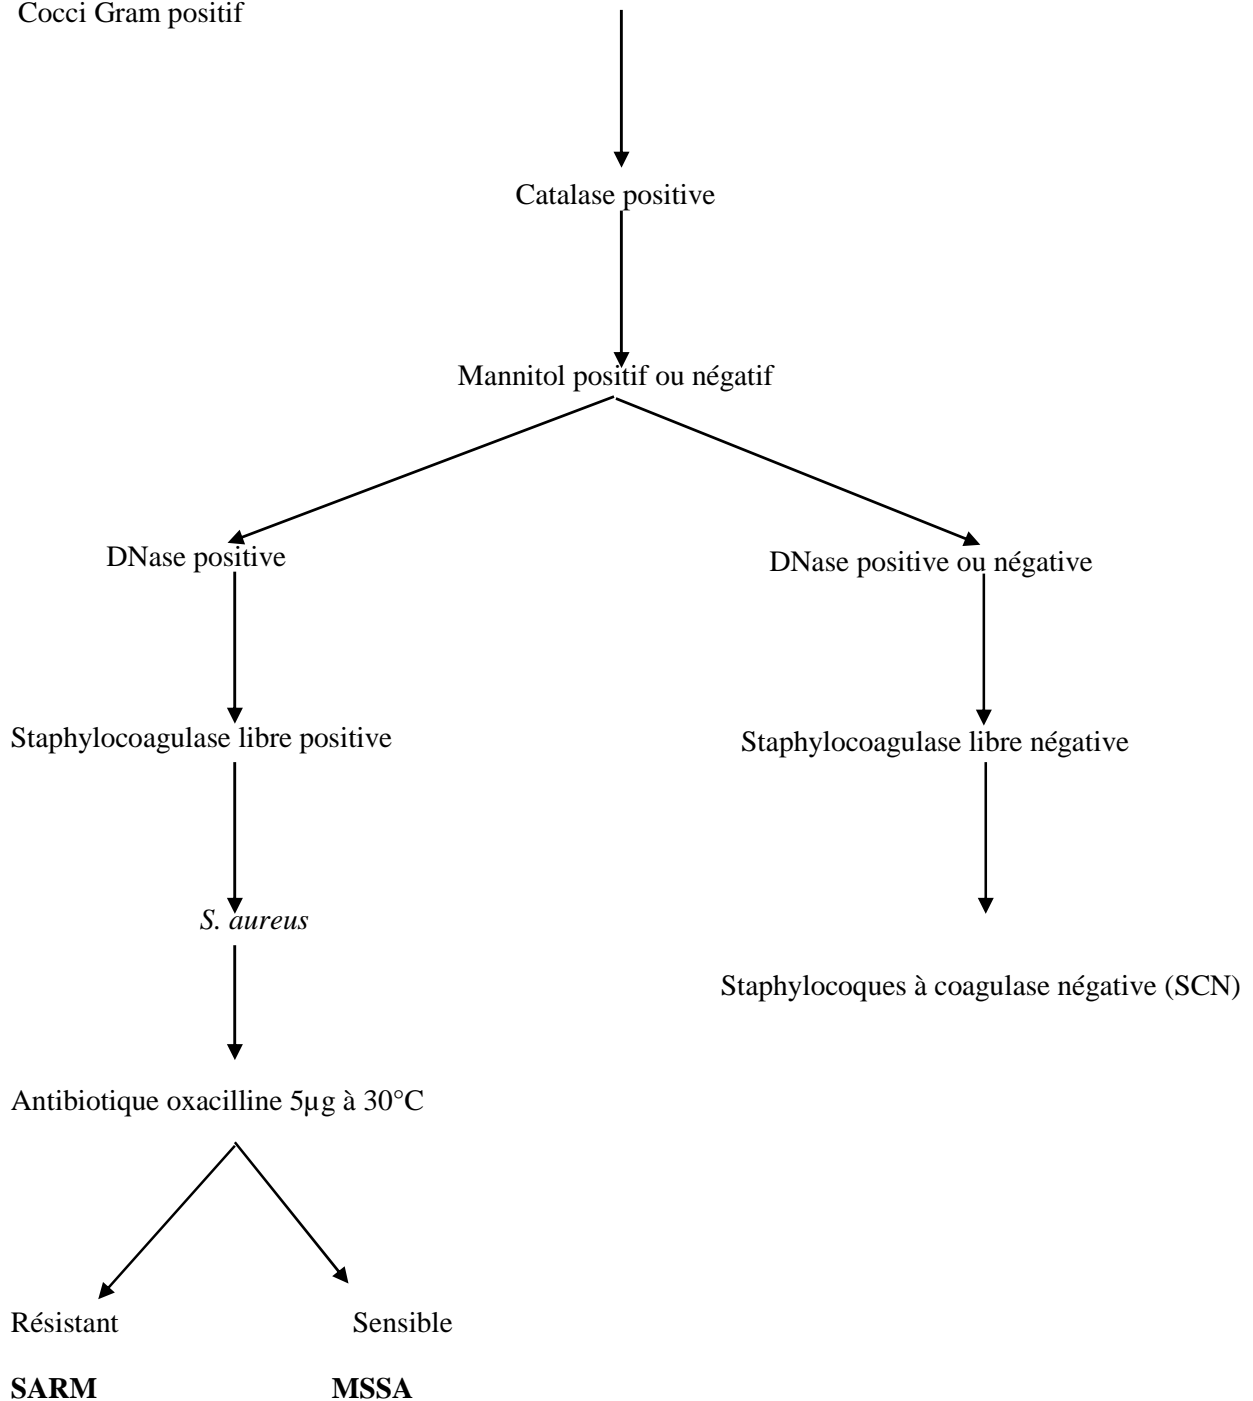 Cocci Gram positif
Catalase positive
Mannitol positif ou négatif
DNase positive
DNase positive ou négative
Staphylocoagulase libre positive
Staphylocoagulase libre négative
S. aureus
Staphylocoques à coagulase négative (SCN)
Antibiotique oxacilline 5µg à 30°C
Résistant
Sensible
SARM
MSSA